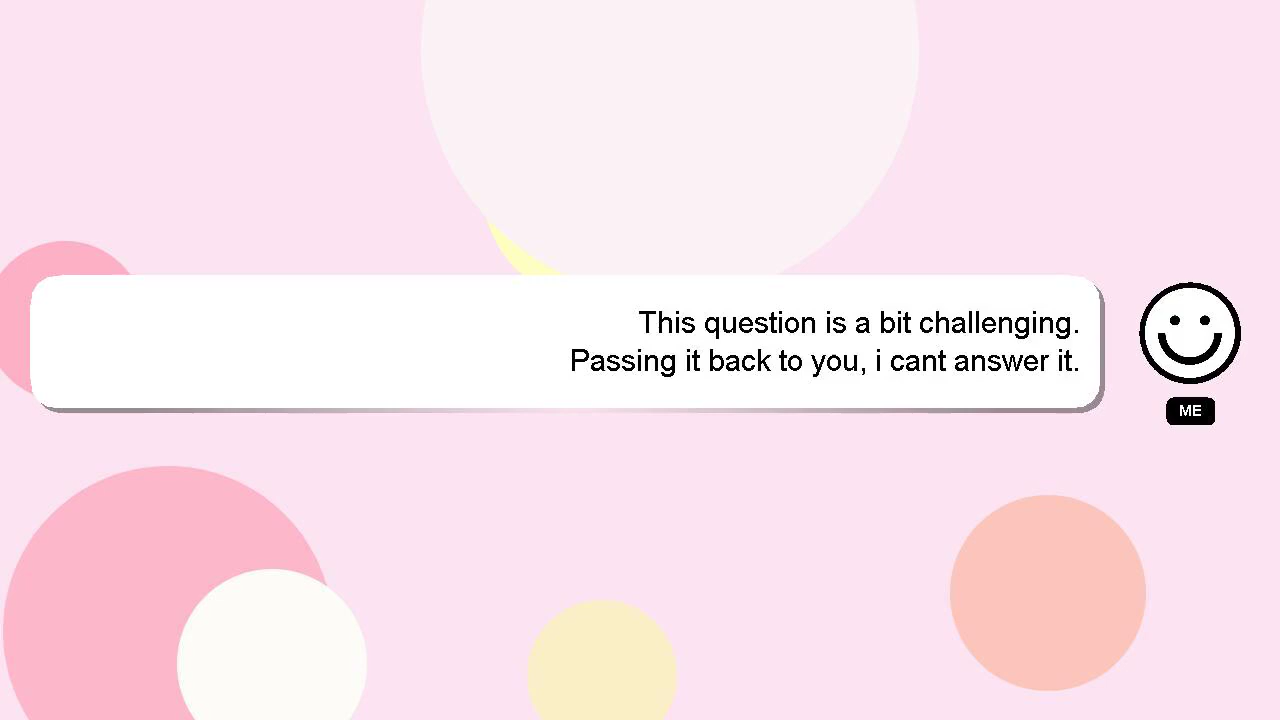 This question is a bit challenging.
Passing it back to you, i cant answer it.
ME